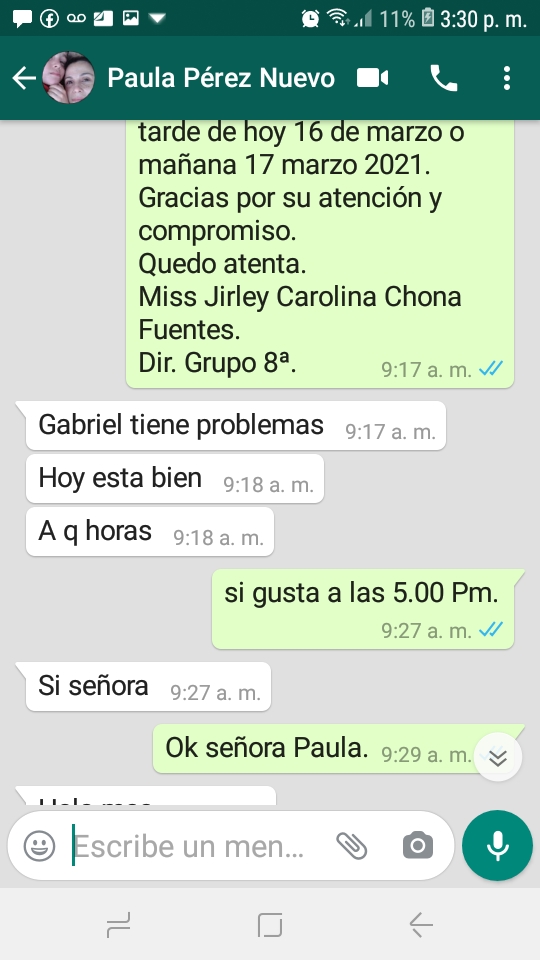 11% 3:30 p. m.
Paula Pérez Nuevo
tarde de hoy 16 de marzo o
mañana 17 marzo 2021.
Gracias por su atención y
compromiso.
Quedo atenta.
Miss Jirley Carolina Chona
Fuentes.
Dir. Grupo 8ª. 9:17 a. m.
Gabriel tiene problemas 9:17 a. m.
Hoy esta bien 9:18 a. m.
A q horas 9:18 a. m.
si gusta a las 5.00 Pm.
9:27 a. m.
Si señora 9:27 a. m.
Ok señora Paula. 9:29 a. m.
Escribe un men...